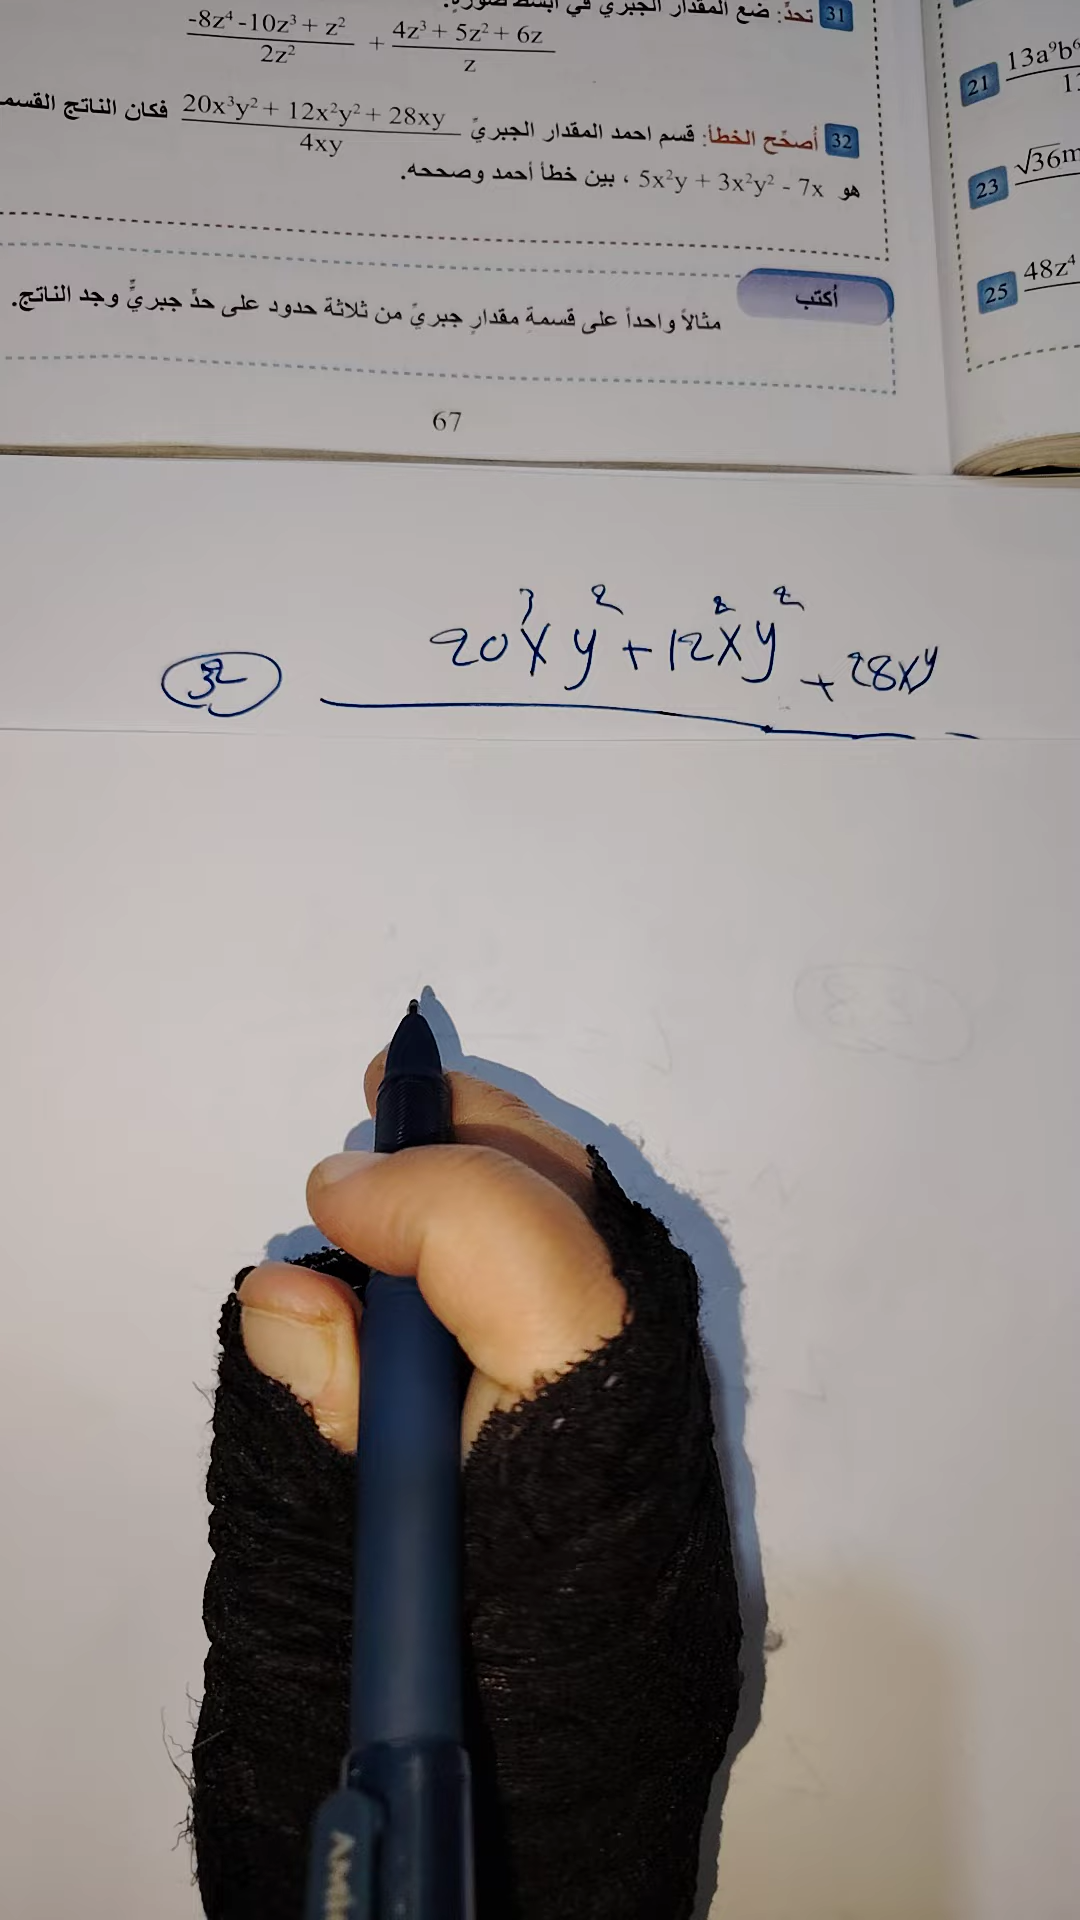 31 تحدٍّ: ضع المقدار الجبري في أبسط صورة.
-8z⁴ -10z³ + z² / 2z² + 4z³ + 5z² + 6z / z
32 أصحّح الخطأ: قسم احمد المقدار الجبريّ 20x³y² + 12x²y² + 28xy / 4xy فكان الناتج القسم
هو 5x²y + 3x²y² - 7x ، بين خطأ أحمد وصححه.
أكتب
مثالاً واحداً على قسمة مقدارٍ جبريّ من ثلاثة حدود على حدٍّ جبريٍّ وجد الناتج.
67
21 13a⁹b⁶
23 √36m
25 48z⁴
32 20x³y² + 12x²y² + 28xy